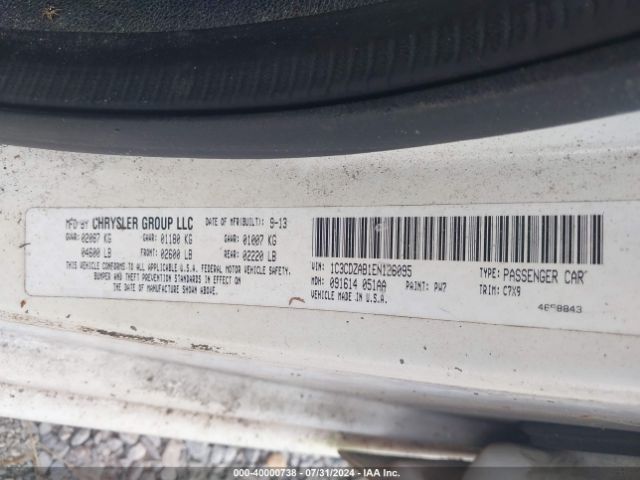 MFD BY CHRYSLER GROUP LLC DATE OF MFR(BUILT): 9-13
GVWR: 02087 KG GAWR: 01180 KG GAWR: 01007 KG
04600 LB FRONT: 02600 LB REAR: 02220 LB
THIS VEHICLE CONFORMS TO ALL APPLICABLE U.S.A. FEDERAL MOTOR VEHICLE SAFETY,
BUMPER AND THEFT PREVENTION STANDARDS IN EFFECT
ON THE DATE OF MANUFACTURE SHOWN ABOVE.
VIN: 1C3CDZAB1EN126095 TYPE: PASSENGER CAR
MDH: 091614 051AA PAINT: PW7 TRIM: C7X9
VEHICLE MADE IN U.S.A.
000-40000738 - 07/31/2024 - IAA Inc.